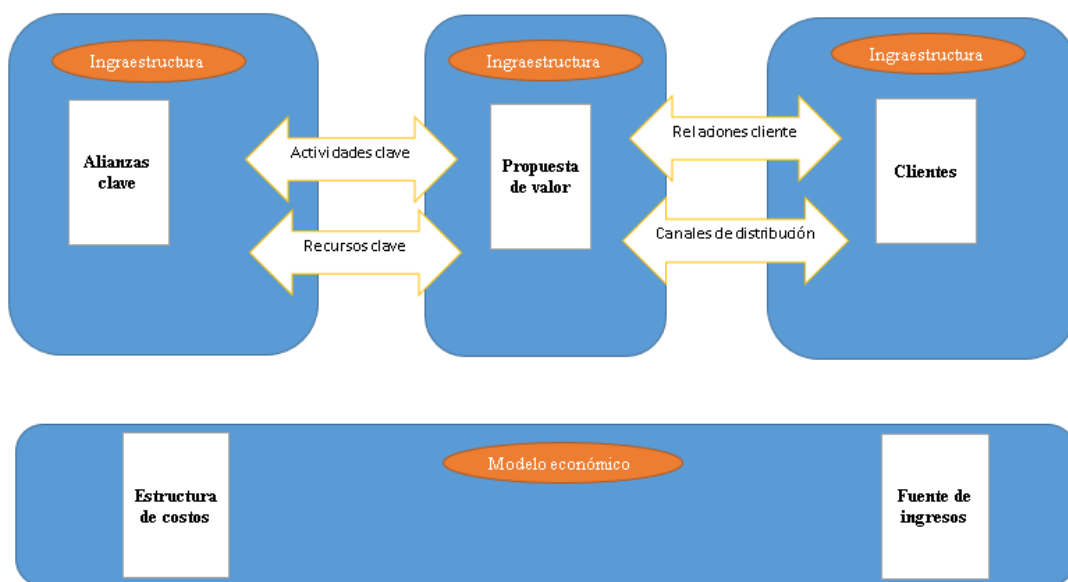 Ingraestructura
Ingraestructura
Ingraestructura
Alianzas
clave
Actividades clave
Recursos clave
Propuesta
de valor
Relaciones cliente
Canales de distribución
Clientes
Modelo económico
Estructura
de costos
Fuente de
ingresos